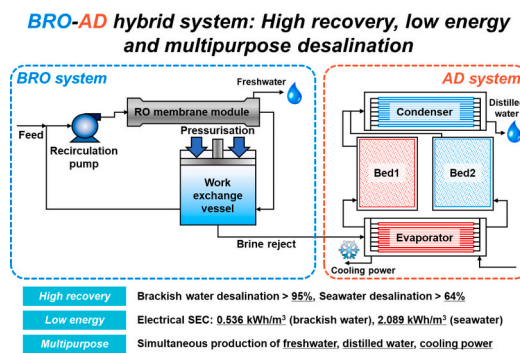 BRO-AD hybrid system: High recovery, low energy
and multipurpose desalination
BRO system
AD system
Freshwater
RO membrane module
Feed
Recirculation
pump
Pressurisation
Work
exchange
vessel
Brine reject
Condenser
Distilled
water
Bed1
Bed2
Evaporator
Cooling power
High recovery
Brackish water desalination > 95%, Seawater desalination > 64%
Low energy
Electrical SEC: 0.536 kWh/m³ (brackish water), 2.089 kWh/m³ (seawater)
Multipurpose
Simultaneous production of freshwater, distilled water, cooling power